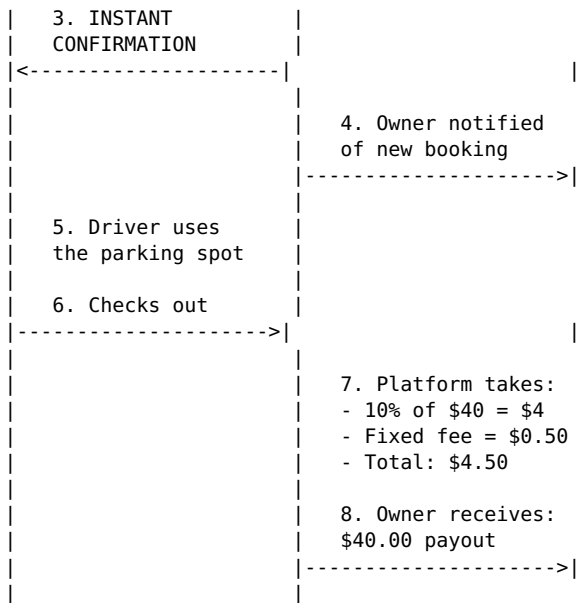 | 3. INSTANT |
| CONFIRMATION |
|<---------------------| |
| |
| | 4. Owner notified
| | of new booking
| |--------------------->|
| |
| 5. Driver uses |
| the parking spot |
| |
| 6. Checks out |
|--------------------->| |
| |
| | 7. Platform takes:
| | - 10% of $40 = $4
| | - Fixed fee = $0.50
| | - Total: $4.50
| |
| | 8. Owner receives:
| | $40.00 payout
| |--------------------->|
| |